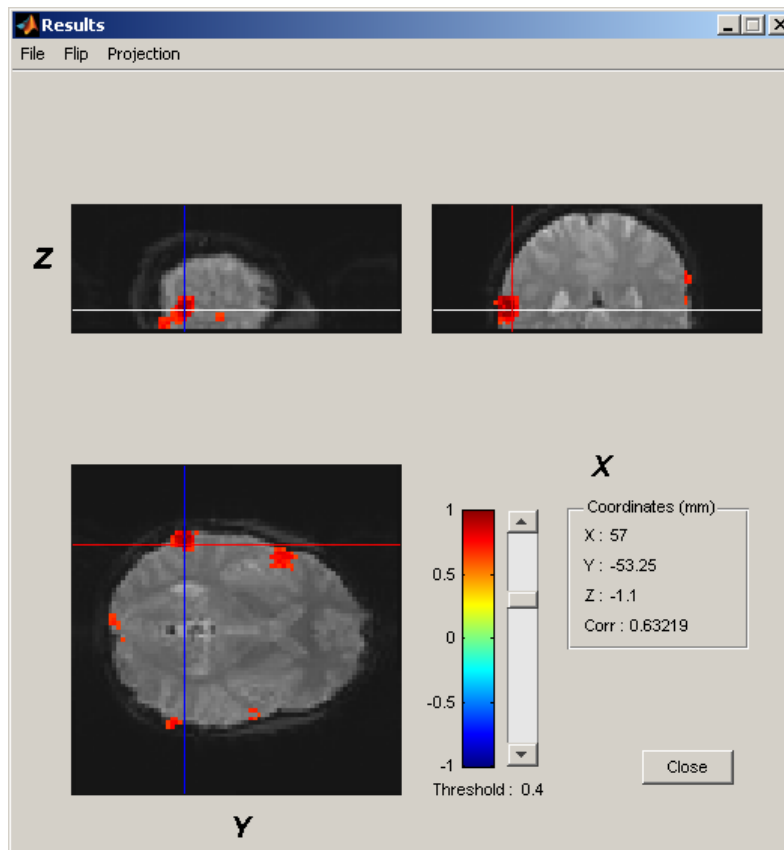 Results
File Flip Projection
Z
X
Coordinates (mm)
X : 57
Y : -53.25
Z : -1.1
Corr : 0.63219
1
0.5
0
-0.5
-1
Threshold : 0.4
Close
Y